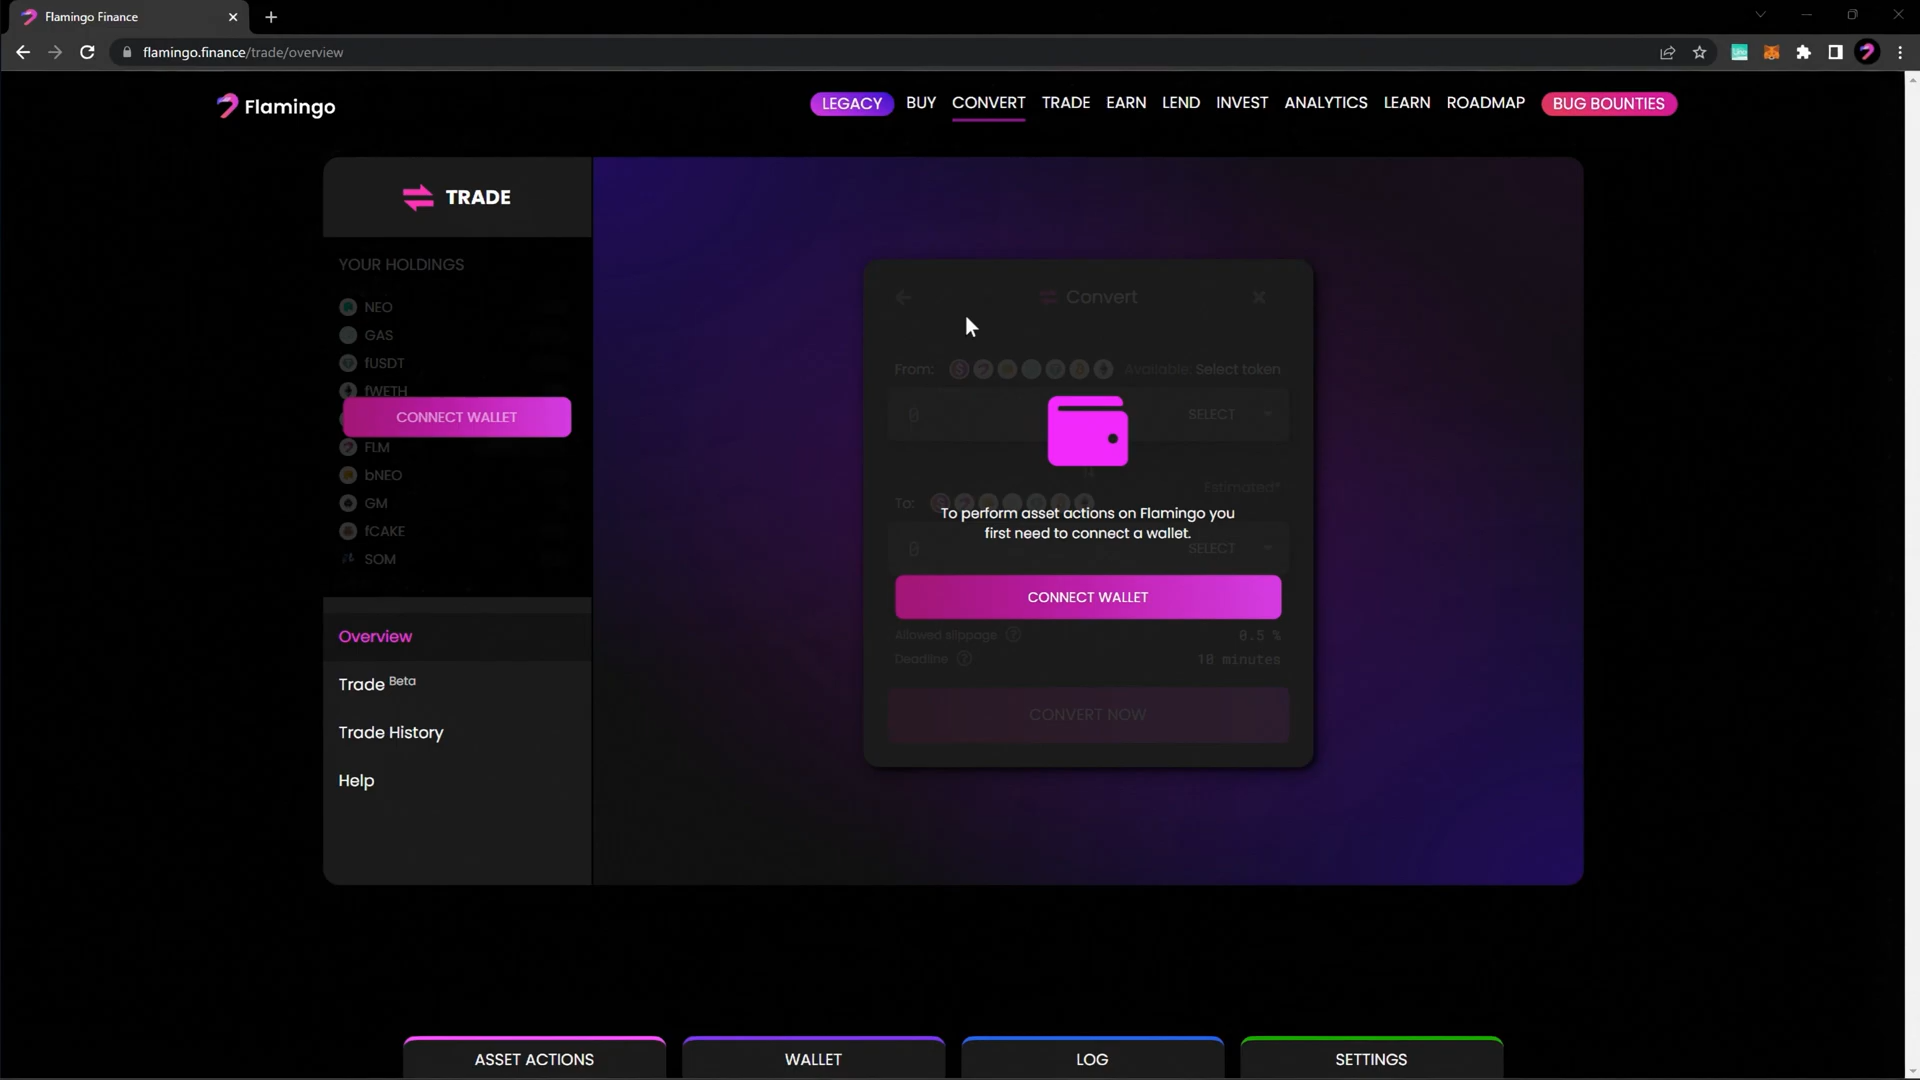 Flamingo Finance
flamingo.finance/trade/overview
Flamingo
LEGACY BUY CONVERT TRADE EARN LEND INVEST ANALYTICS LEARN ROADMAP BUG BOUNTIES
TRADE
YOUR HOLDINGS
NEO
GAS
fUSDT
fWETH
CONNECT WALLET
FLM
bNEO
GM
fCAKE
SOM
Overview
Trade Beta
Trade History
Help
Convert
From: Available: Select token
0 SELECT
Estimated*
To:
To perform asset actions on Flamingo you
first need to connect a wallet.
0 SELECT
CONNECT WALLET
Allowed slippage ? 0.5 %
Deadline ? 10 minutes
CONVERT NOW
ASSET ACTIONS WALLET LOG SETTINGS